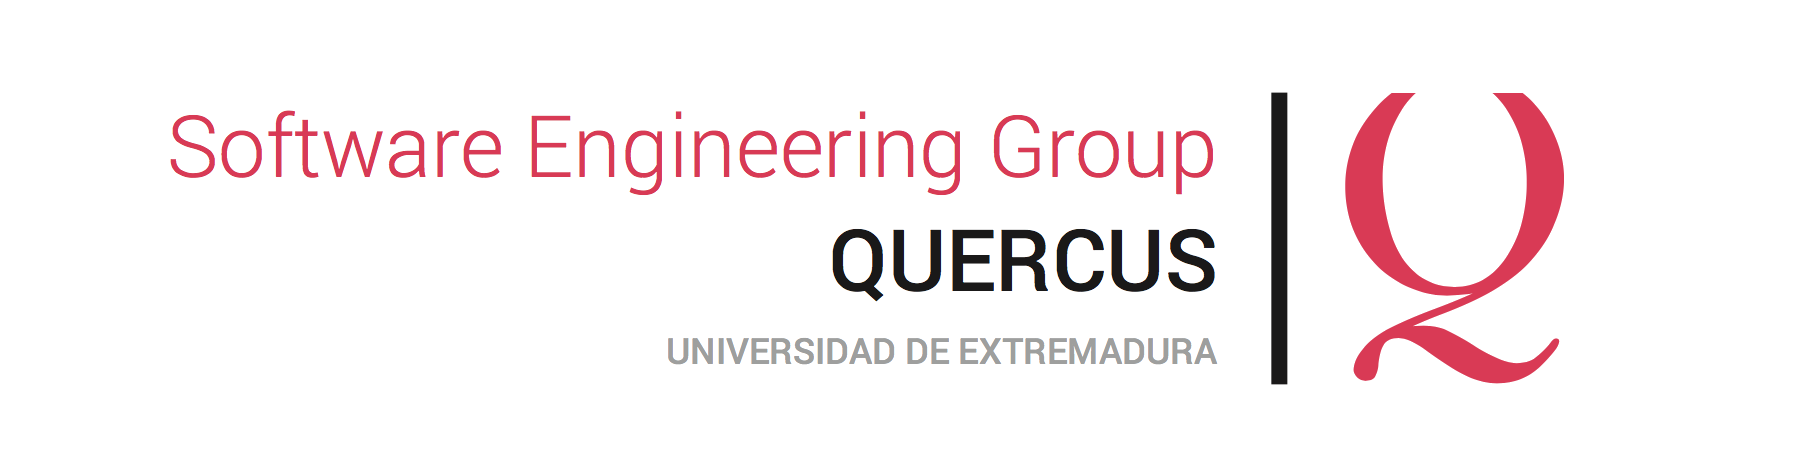 Software Engineering Group
QUERCUS
UNIVERSIDAD DE EXTREMADURA
Q